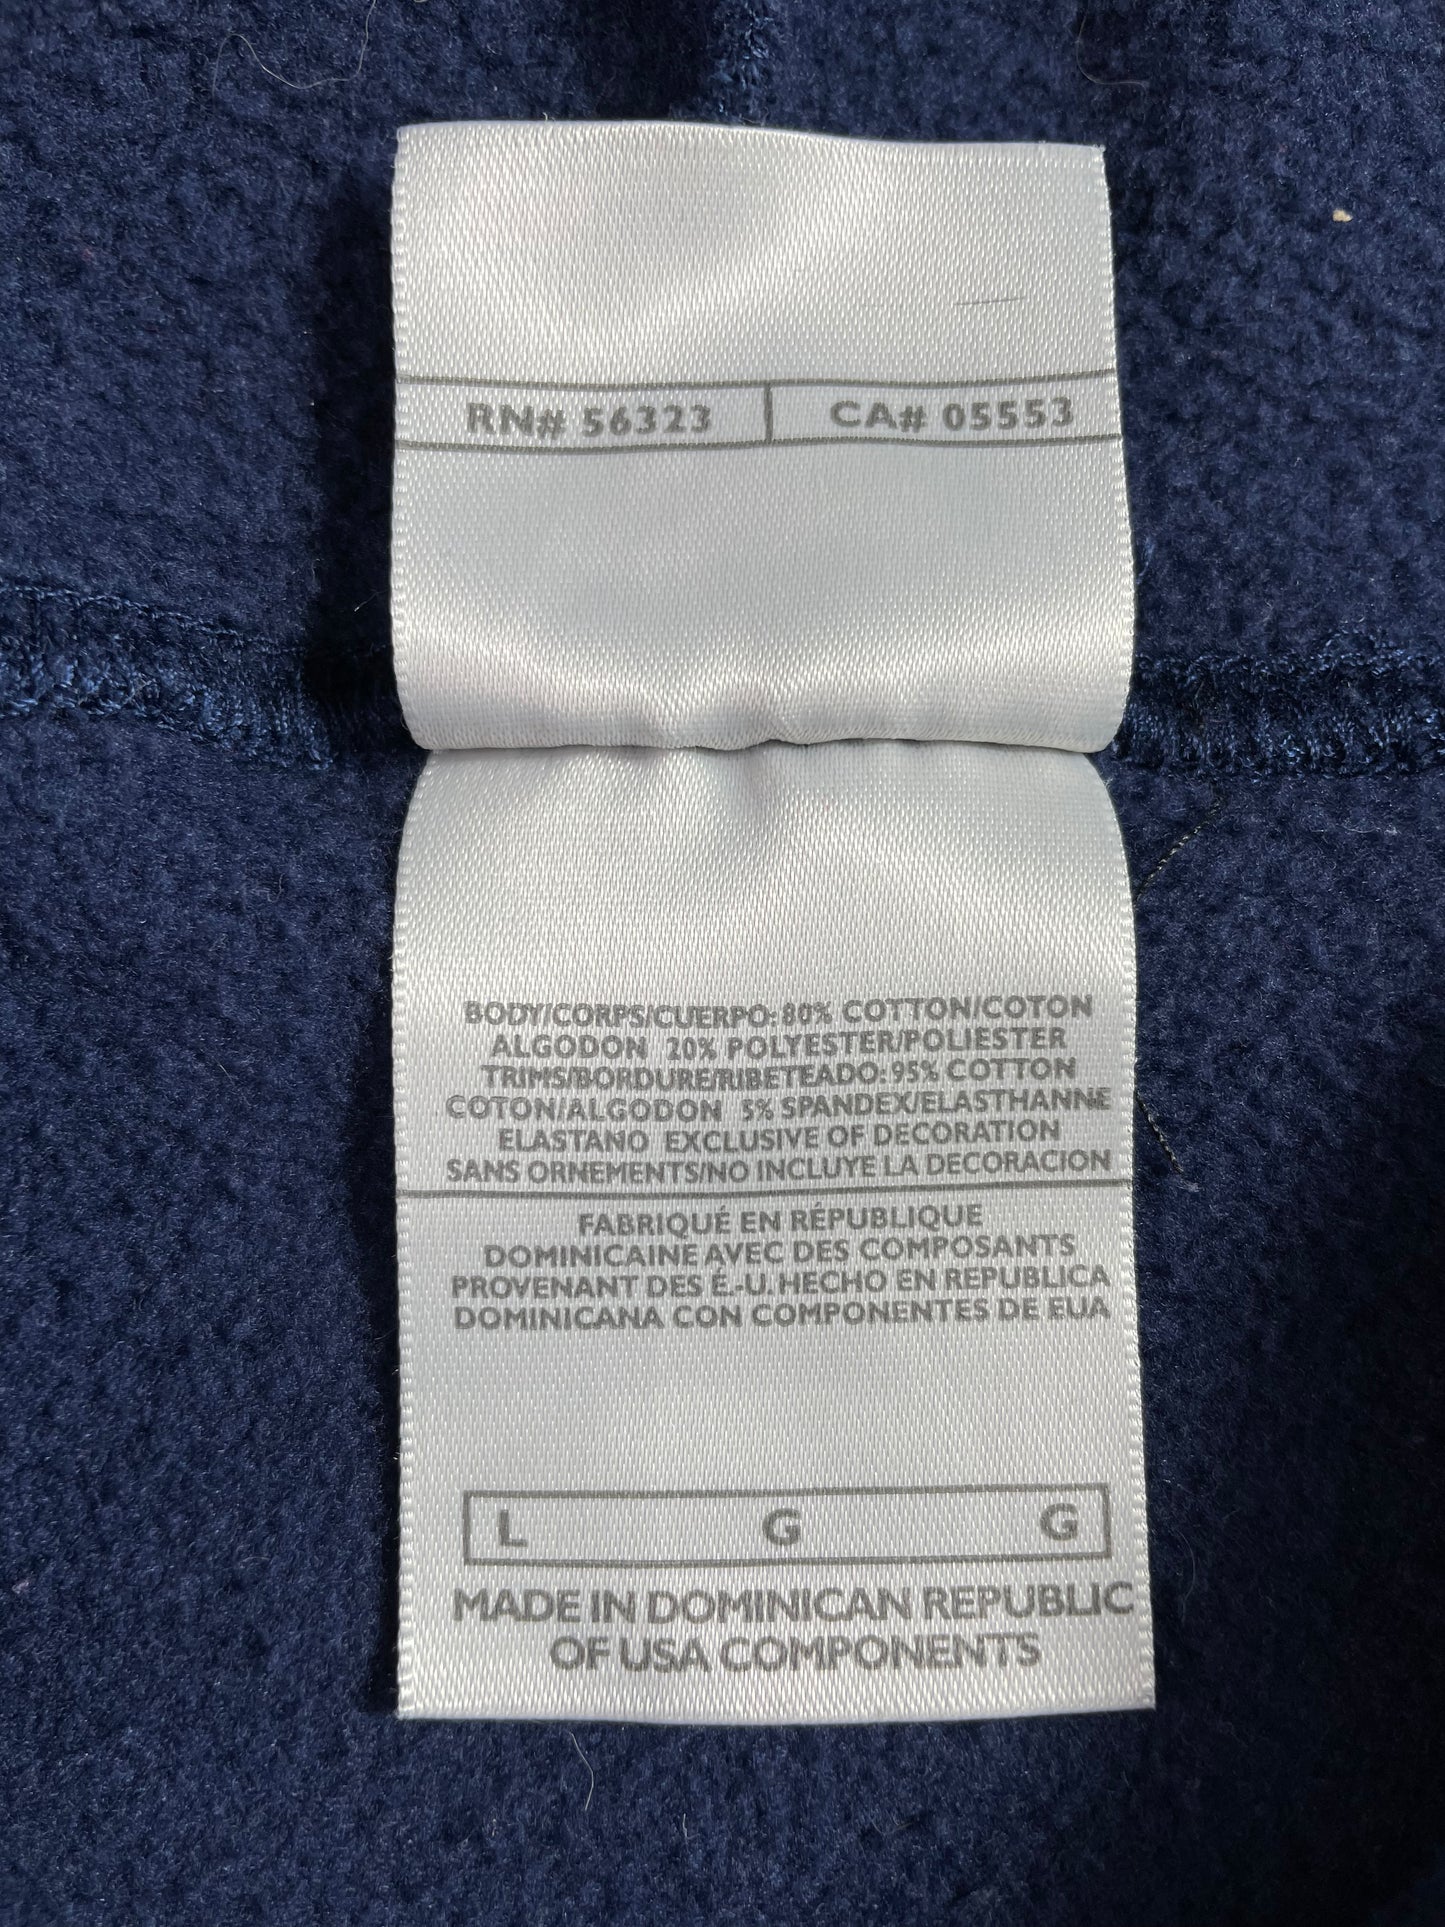 RN# 56323 | CA# 05553
BODY/CORPS/CUERPO: 80% COTTON/COTON
ALGODON 20% POLYESTER/POLIESTER
TRIMS/BORDURE/RIBETEADO: 95% COTTON
COTON/ALGODON 5% SPANDEX/ELASTHANNE
ELASTANO EXCLUSIVE OF DECORATION
SANS ORNEMENTS/NO INCLUYE LA DECORACION
FABRIQUÉ EN RÉPUBLIQUE
DOMINICAINE AVEC DES COMPOSANTS
PROVENANT DES É.-U. HECHO EN REPUBLICA
DOMINICANA CON COMPONENTES DE EUA
L G G
MADE IN DOMINICAN REPUBLIC
OF USA COMPONENTS